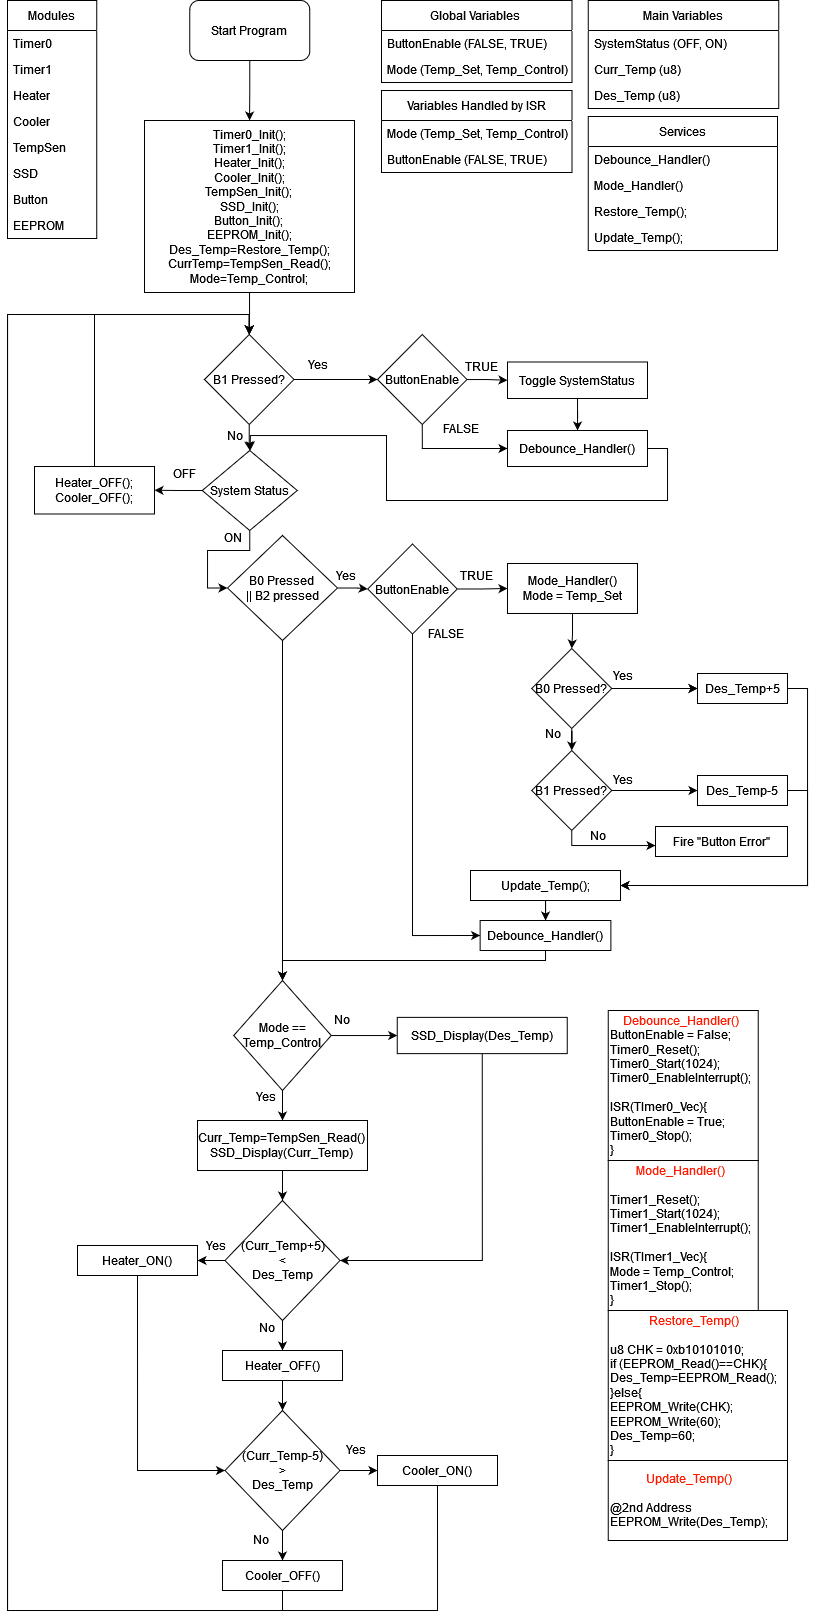 Modules
Timer0
Timer1
Heater
Cooler
TempSen
SSD
Button
EEPROM
Start Program
Global Variables
ButtonEnable (FALSE, TRUE)
Mode (Temp_Set, Temp_Control)
Variables Handled by ISR
Mode (Temp_Set, Temp_Control)
ButtonEnable (FALSE, TRUE)
Main Variables
SystemStatus (OFF, ON)
Curr_Temp (u8)
Des_Temp (u8)
Services
Debounce_Handler()
Mode_Handler()
Restore_Temp();
Update_Temp();
Timer0_Init();
Timer1_Init();
Heater_Init();
Cooler_Init();
TempSen_Init();
SSD_Init();
Button_Init();
EEPROM_Init();
Des_Temp=Restore_Temp();
CurrTemp=TempSen_Read();
Mode=Temp_Control;
B1 Pressed?
Yes
ButtonEnable
TRUE
Toggle SystemStatus
FALSE
Debounce_Handler()
No
System Status
OFF
Heater_OFF();
Cooler_OFF();
ON
B0 Pressed
|| B2 pressed
Yes
ButtonEnable
TRUE
Mode_Handler()
Mode = Temp_Set
FALSE
B0 Pressed?
Yes
Des_Temp+5
No
B1 Pressed?
Yes
Des_Temp-5
No
Fire "Button Error"
Update_Temp();
Debounce_Handler()
Mode ==
Temp_Control
No
SSD_Display(Des_Temp)
Yes
Curr_Temp=TempSen_Read()
SSD_Display(Curr_Temp)
(Curr_Temp+5)
<
Des_Temp
Yes
Heater_ON()
No
Heater_OFF()
(Curr_Temp-5)
>
Des_Temp
Yes
Cooler_ON()
No
Cooler_OFF()
Debounce_Handler()
ButtonEnable = False;
Timer0_Reset();
Timer0_Start(1024);
Timer0_EnableInterrupt();
ISR(TImer0_Vec){
ButtonEnable = True;
Timer0_Stop();
}
Mode_Handler()
Timer1_Reset();
Timer1_Start(1024);
Timer1_EnableInterrupt();
ISR(TImer1_Vec){
Mode = Temp_Control;
Timer1_Stop();
}
Restore_Temp()
u8 CHK = 0xb10101010;
if (EEPROM_Read()==CHK){
Des_Temp=EEPROM_Read();
}else{
EEPROM_Write(CHK);
EEPROM_Write(60);
Des_Temp=60;
}
Update_Temp()
@2nd Address
EEPROM_Write(Des_Temp);